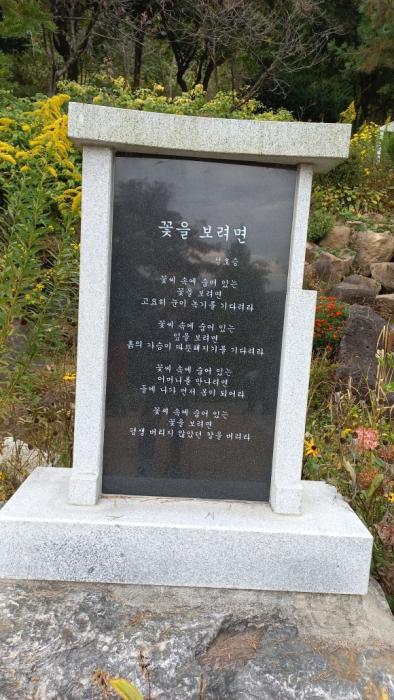 꽃을 보려면
정호승
꽃씨 속에 숨어 있는
꽃을 보려면
고요히 눈이 녹기를 기다려라
꽃씨 속에 숨어 있는
잎을 보려면
흙의 가슴이 따뜻해지기를 기다려라
꽃씨 속에 숨어 있는
어머니를 만나려면
들에 나가 먼저 봄이 되어라
꽃씨 속에 숨어 있는
꽃을 보려면
평생 버리지 않았던 칼을 버려라